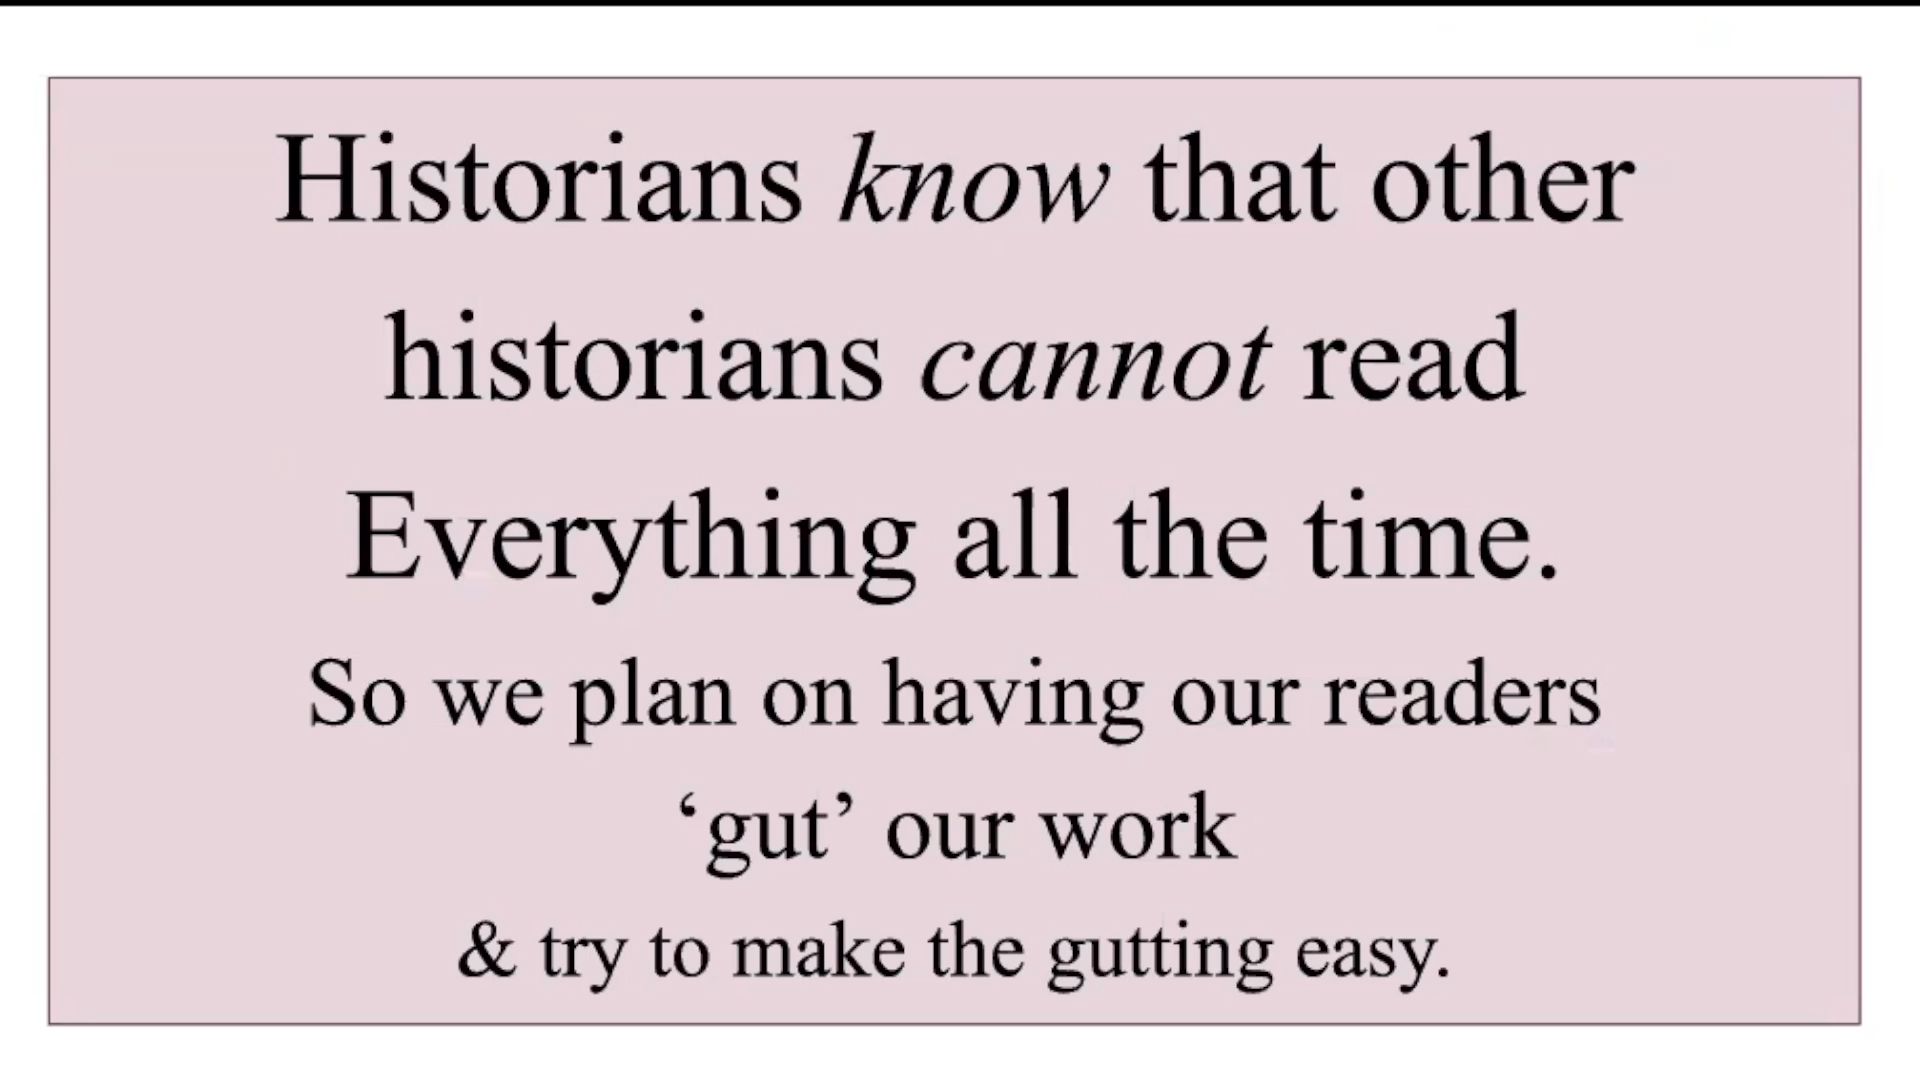 Historians know that other
historians cannot read
Everything all the time.
So we plan on having our readers
‘gut’ our work
& try to make the gutting easy.